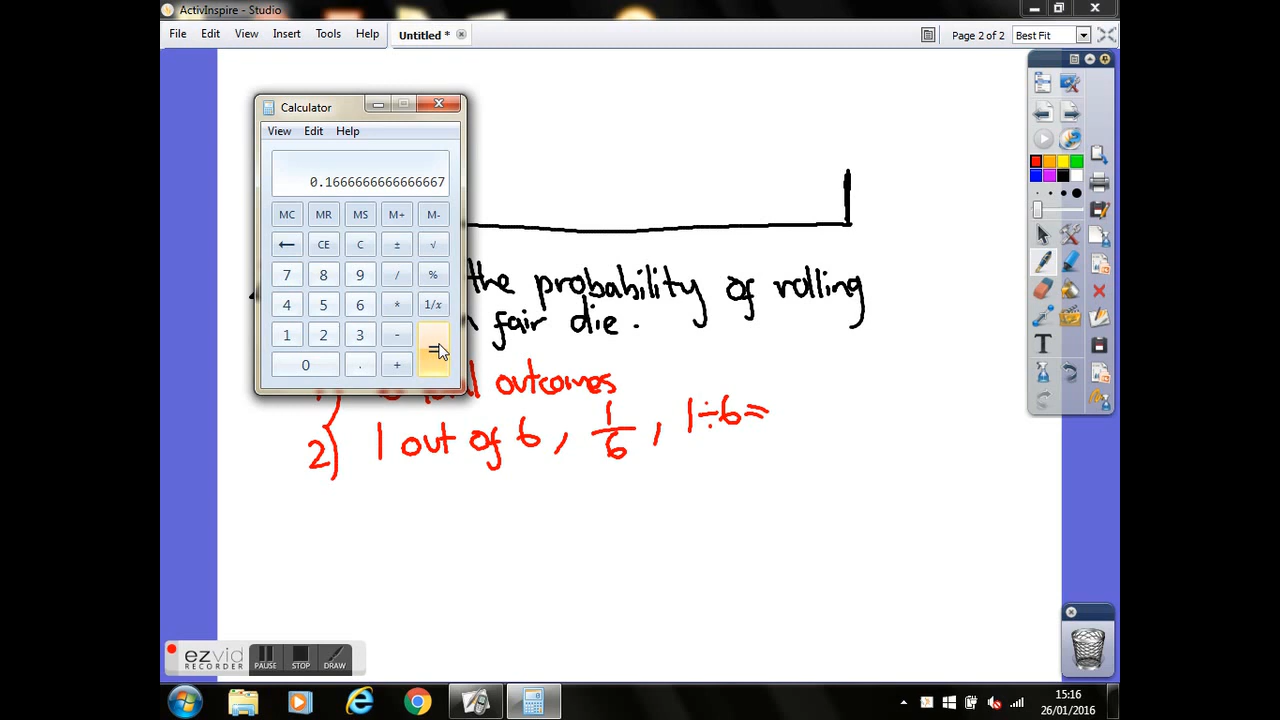 ActivInspire - Studio
File Edit View Insert Tools Help Untitled * Page 2 of 2 Best Fit
Calculator
View Edit Help
0.1666666666666667
MC MR MS M+ M-
← CE C ± √
7 8 9 / %
4 5 6 * 1/x
1 2 3 - =
0 . +
the probability of rolling
fair die.
outcomes
2) 1 out of 6, 1/6, 1÷6=
T
ezvid
RECORDER
PAUSE STOP DRAW
15:16
26/01/2016